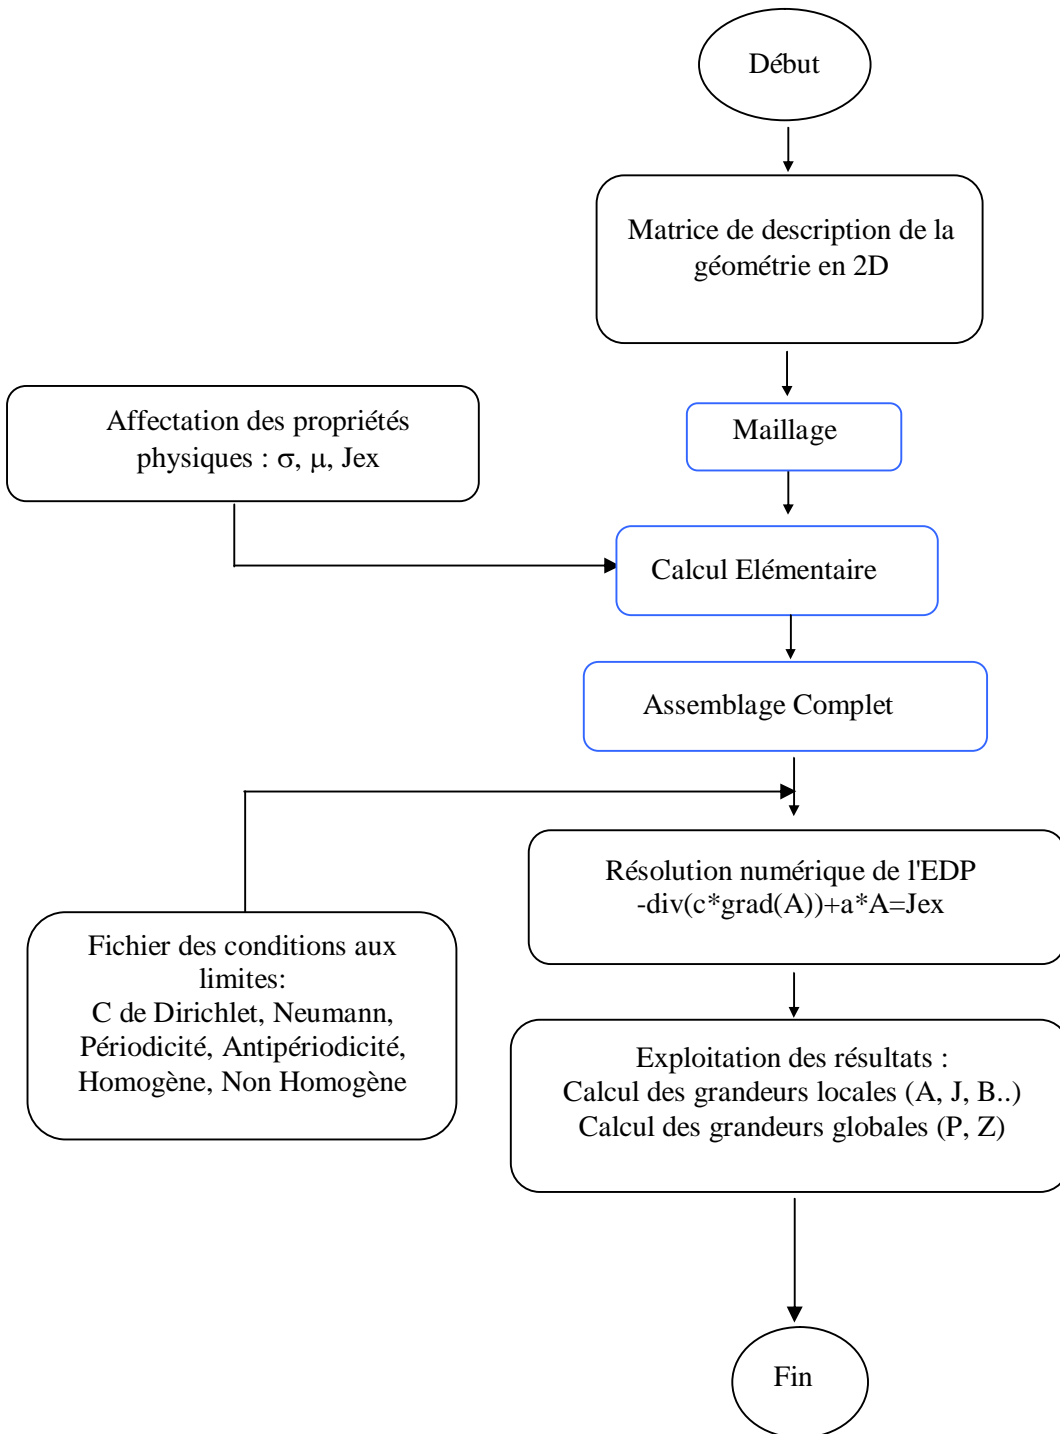 Début
Matrice de description de la
géométrie en 2D
Affectation des propriétés
physiques : σ, μ, Jex
Maillage
Calcul Elémentaire
Assemblage Complet
Résolution numérique de l'EDP
-div(c*grad(A))+a*A=Jex
Fichier des conditions aux
limites:
C de Dirichlet, Neumann,
Périodicité, Antipériodicité,
Homogène, Non Homogène
Exploitation des résultats :
Calcul des grandeurs locales (A, J, B..)
Calcul des grandeurs globales (P, Z)
Fin